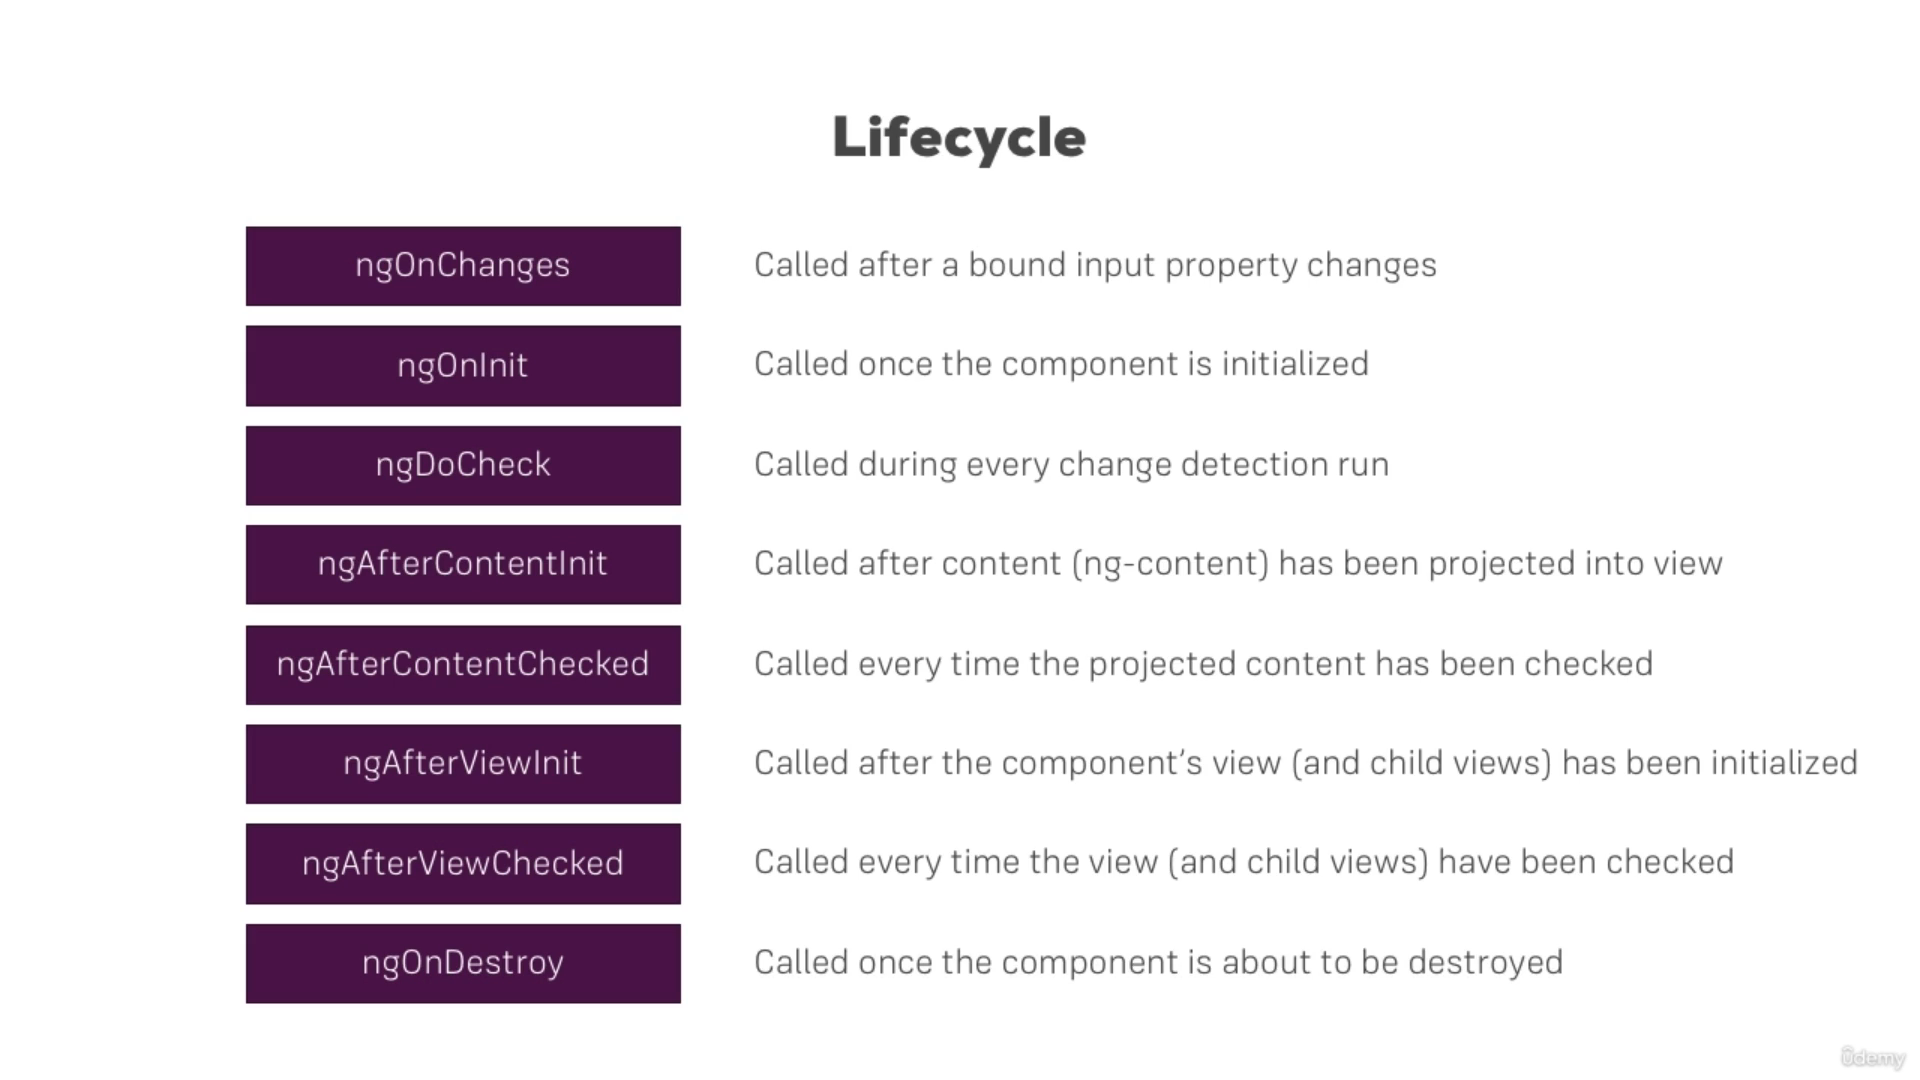 Lifecycle
ngOnChanges Called after a bound input property changes
ngOnInit Called once the component is initialized
ngDoCheck Called during every change detection run
ngAfterContentInit Called after content (ng-content) has been projected into view
ngAfterContentChecked Called every time the projected content has been checked
ngAfterViewInit Called after the component’s view (and child views) has been initialized
ngAfterViewChecked Called every time the view (and child views) have been checked
ngOnDestroy Called once the component is about to be destroyed
ûdemy